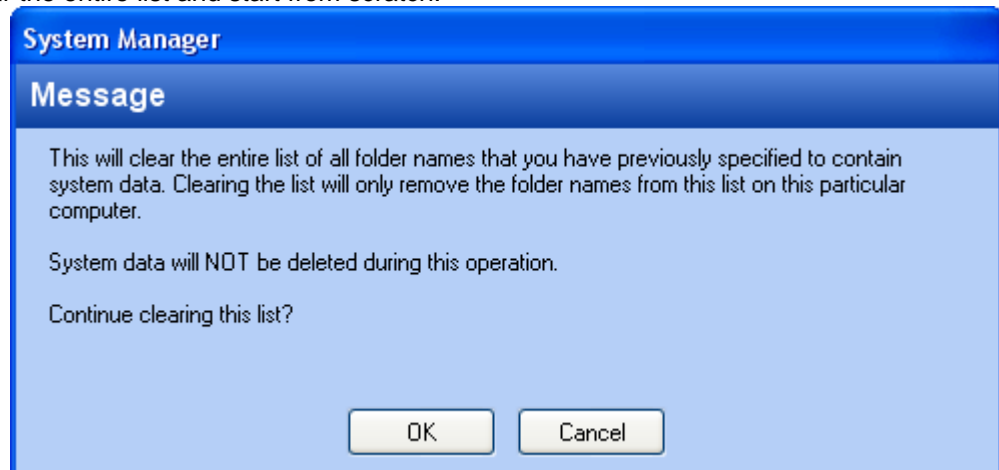 the entire list and start from scratch.
System Manager
Message
This will clear the entire list of all folder names that you have previously specified to contain
system data. Clearing the list will only remove the folder names from this list on this particular
computer.
System data will NOT be deleted during this operation.
Continue clearing this list?
OK Cancel